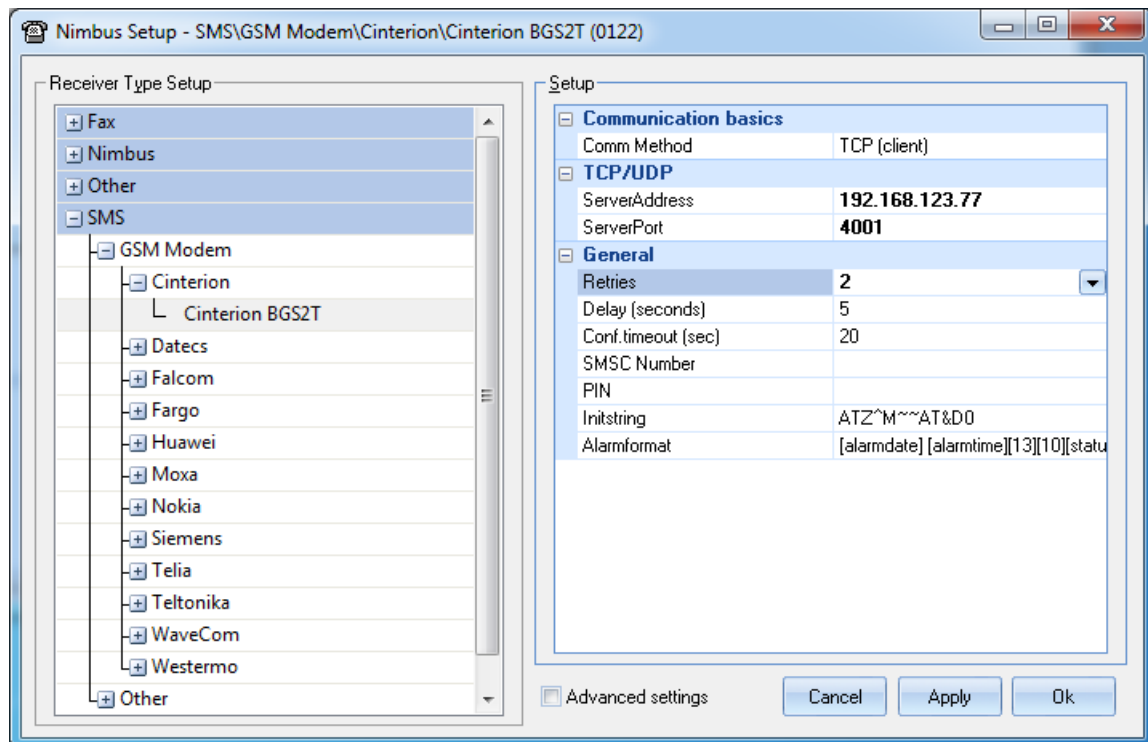 Nimbus Setup - SMS\GSM Modem\Cinterion\Cinterion BGS2T (0122)
Receiver Type Setup
Fax
Nimbus
Other
SMS
GSM Modem
Cinterion
Cinterion BGS2T
Datecs
Falcom
Fargo
Huawei
Moxa
Nokia
Siemens
Telia
Teltonika
WaveCom
Westermo
Other
Setup
Communication basics
Comm Method TCP (client)
TCP/UDP
ServerAddress 192.168.123.77
ServerPort 4001
General
Retries 2
Delay (seconds) 5
Conf.timeout (sec) 20
SMSC Number
PIN
Initstring ATZ^M~~AT&D0
Alarmformat [alarmdate] [alarmtime][13][10][statu
Advanced settings
Cancel Apply Ok